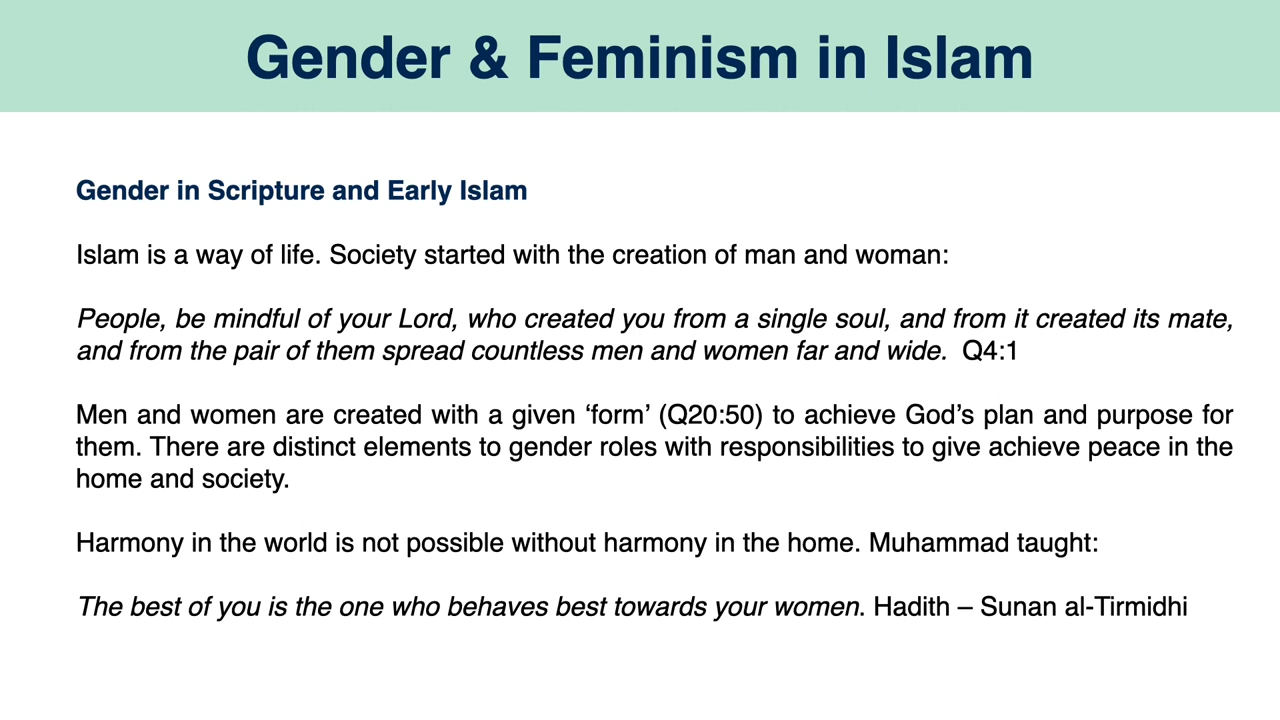 Gender & Feminism in Islam
Gender in Scripture and Early Islam
Islam is a way of life. Society started with the creation of man and woman:
People, be mindful of your Lord, who created you from a single soul, and from it created its mate,
and from the pair of them spread countless men and women far and wide.  Q4:1
Men and women are created with a given ‘form’ (Q20:50) to achieve God’s plan and purpose for
them. There are distinct elements to gender roles with responsibilities to give achieve peace in the
home and society.
Harmony in the world is not possible without harmony in the home. Muhammad taught:
The best of you is the one who behaves best towards your women. Hadith – Sunan al-Tirmidhi